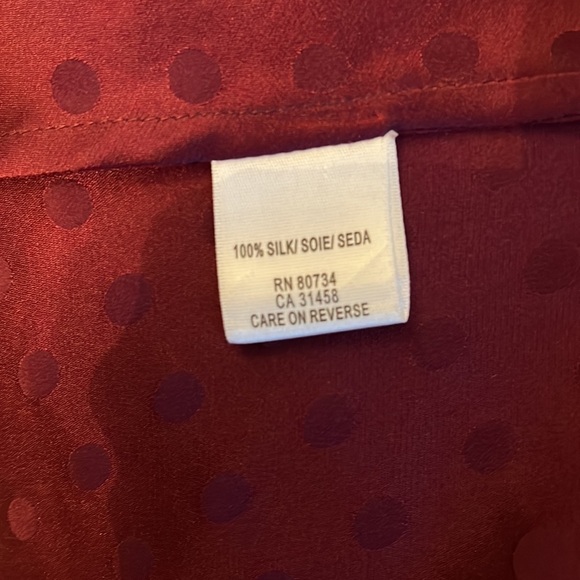 100% SILK/ SOIE/ SEDA
RN 80734
CA 31458
CARE ON REVERSE